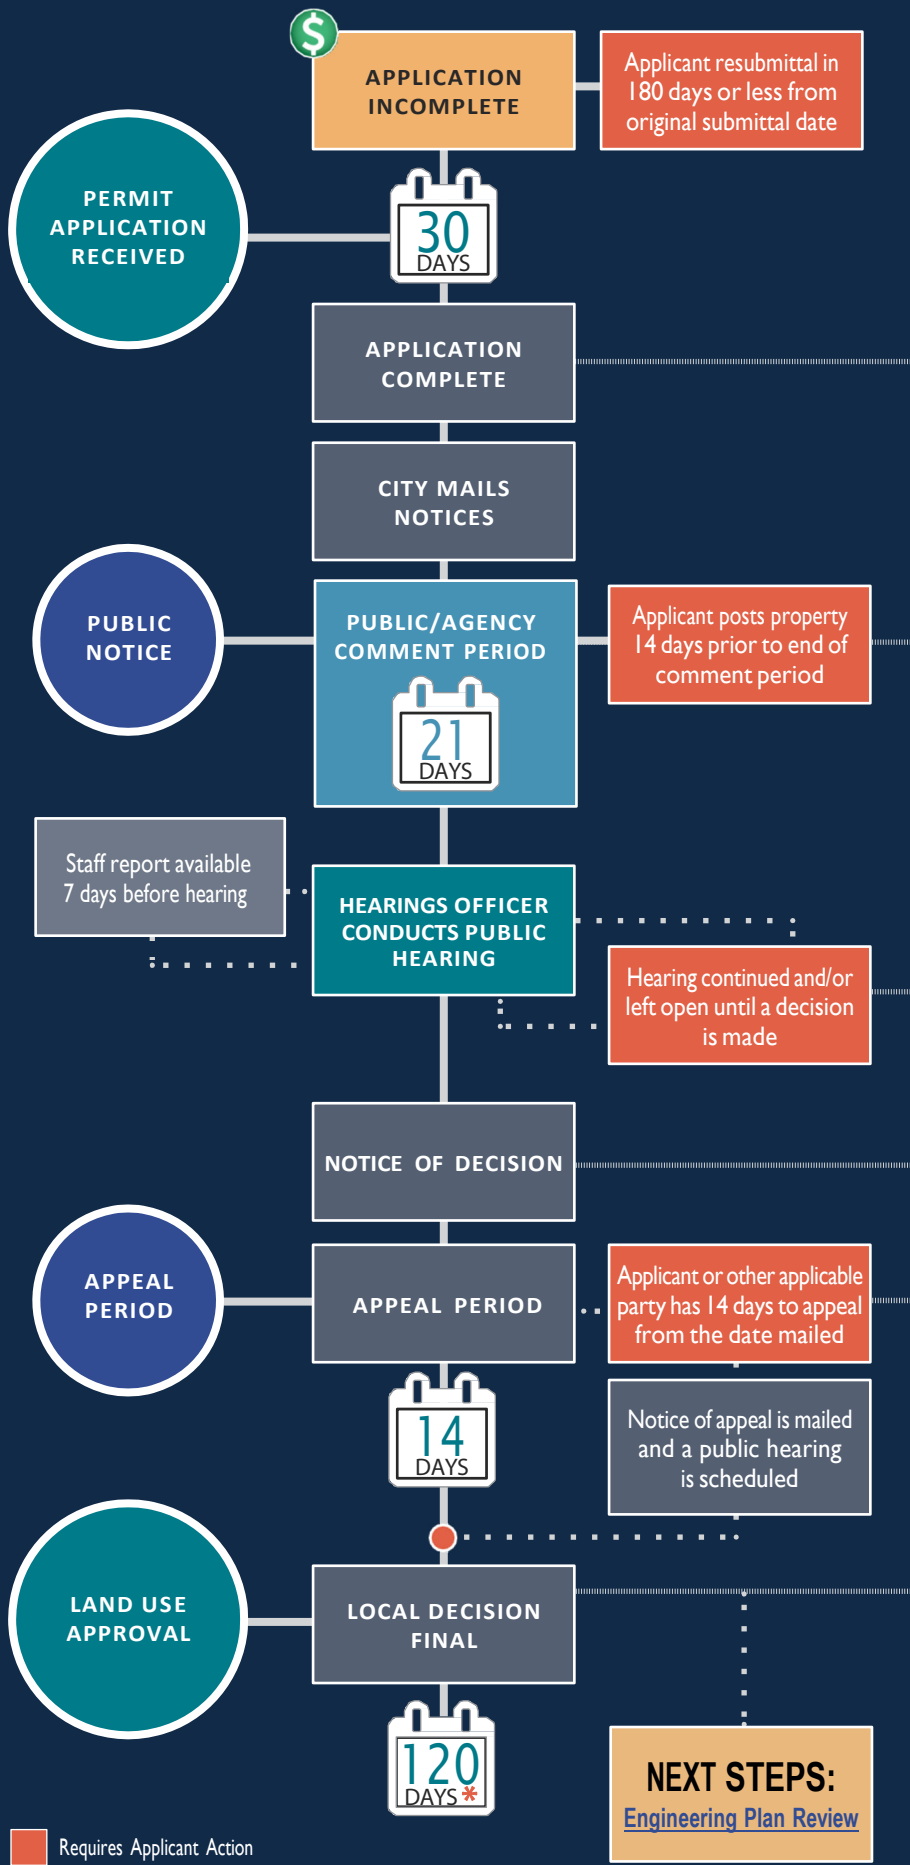 $
APPLICATION
INCOMPLETE
Applicant resubmittal in
180 days or less from
original submittal date
PERMIT
APPLICATION
RECEIVED
30
DAYS
APPLICATION
COMPLETE
CITY MAILS
NOTICES
PUBLIC
NOTICE
PUBLIC/AGENCY
COMMENT PERIOD
21
DAYS
Applicant posts property
14 days prior to end of
comment period
Staff report available
7 days before hearing
HEARINGS OFFICER
CONDUCTS PUBLIC
HEARING
Hearing continued and/or
left open until a decision
is made
NOTICE OF DECISION
APPEAL
PERIOD
APPEAL PERIOD
Applicant or other applicable
party has 14 days to appeal
from the date mailed
14
DAYS
Notice of appeal is mailed
and a public hearing
is scheduled
LAND USE
APPROVAL
LOCAL DECISION
FINAL
120
DAYS *
NEXT STEPS:
Engineering Plan Review
Requires Applicant Action